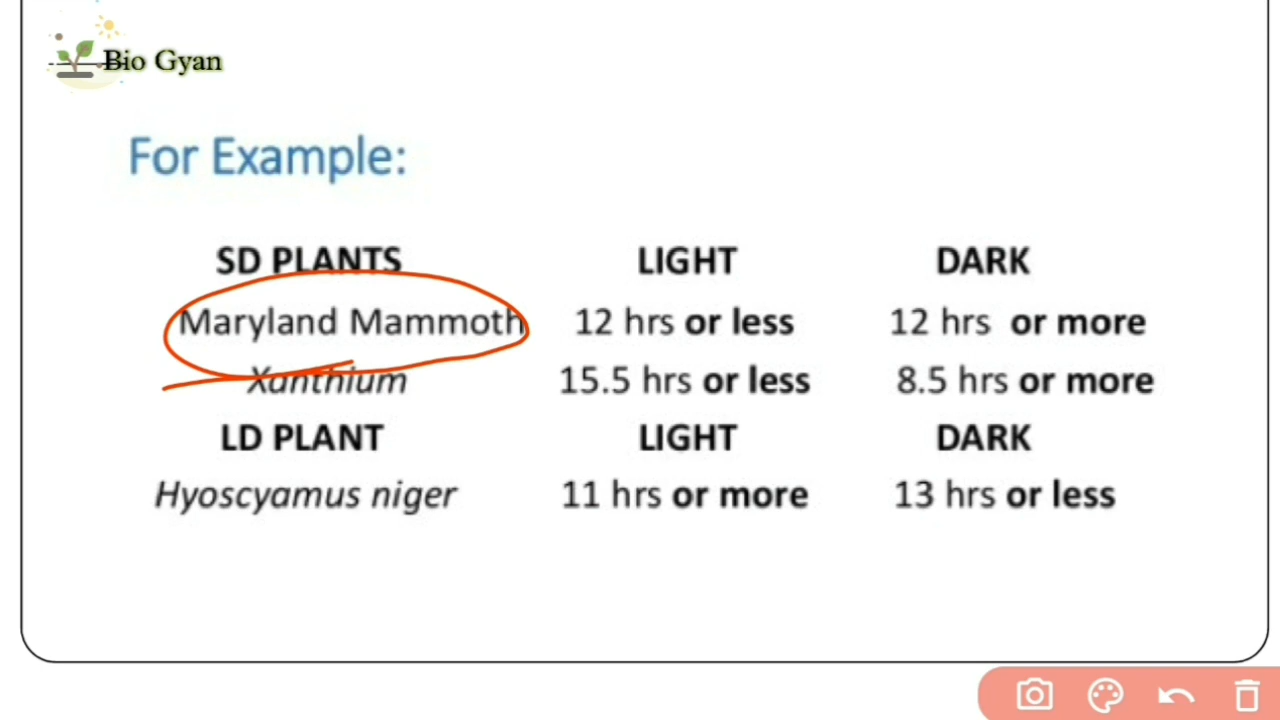 Bio Gyan
For Example:
SD PLANTS LIGHT DARK
Maryland Mammoth 12 hrs or less 12 hrs or more
Xanthium 15.5 hrs or less 8.5 hrs or more
LD PLANT LIGHT DARK
Hyoscyamus niger 11 hrs or more 13 hrs or less